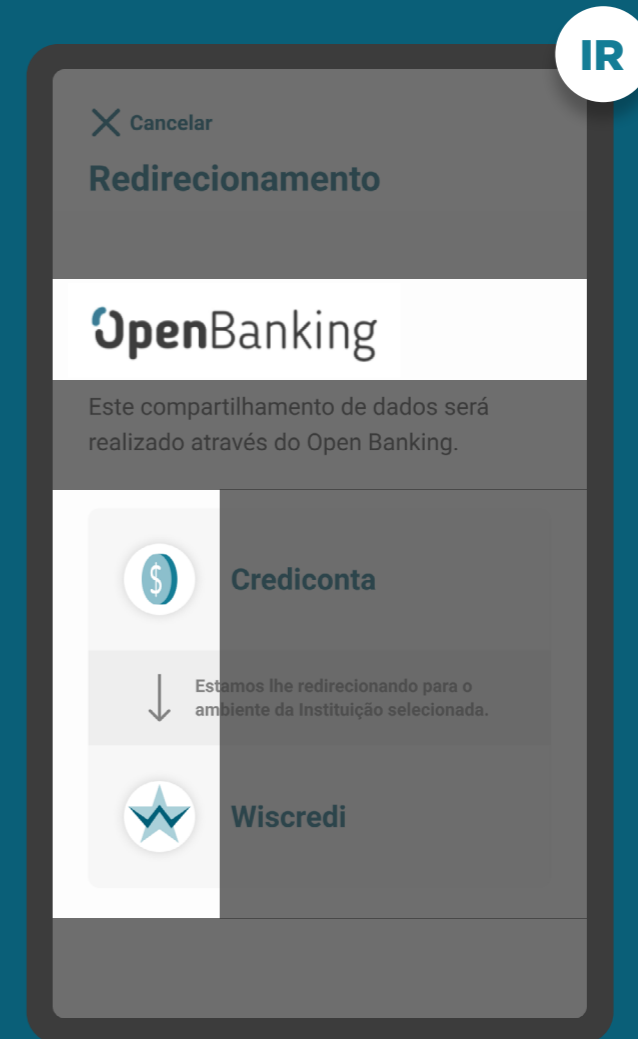 IR
Cancelar
Redirecionamento
OpenBanking
Este compartilhamento de dados será
realizado através do Open Banking.
$
Crediconta
Estamos lhe redirecionando para o
ambiente da Instituição selecionada.
Wiscredi